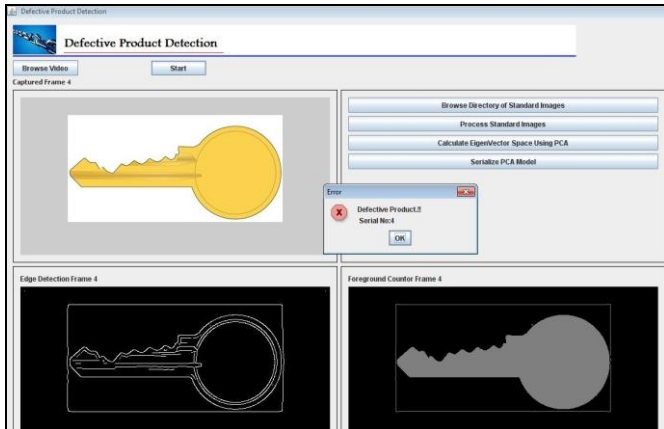 Defective Product Detection
Defective Product Detection
Browse Video
Start
Captured Frame 4
Browse Directory of Standard Images
Process Standard Images
Calculate EigenVector Space Using PCA
Serialize PCA Model
Error
Defective Product.!!
Serial No:4
OK
Edge Detection Frame 4
Foreground Countor Frame 4